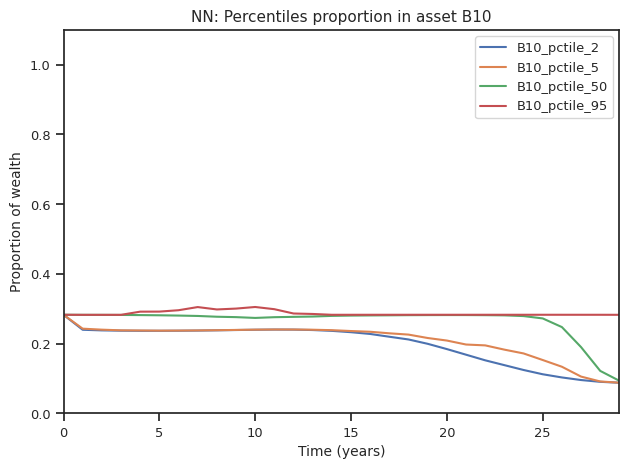 NN: Percentiles proportion in asset B10
B10_pctile_2
B10_pctile_5
B10_pctile_50
B10_pctile_95
Proportion of wealth
1.0
0.8
0.6
0.4
0.2
0.0
0 5 10 15 20 25
Time (years)